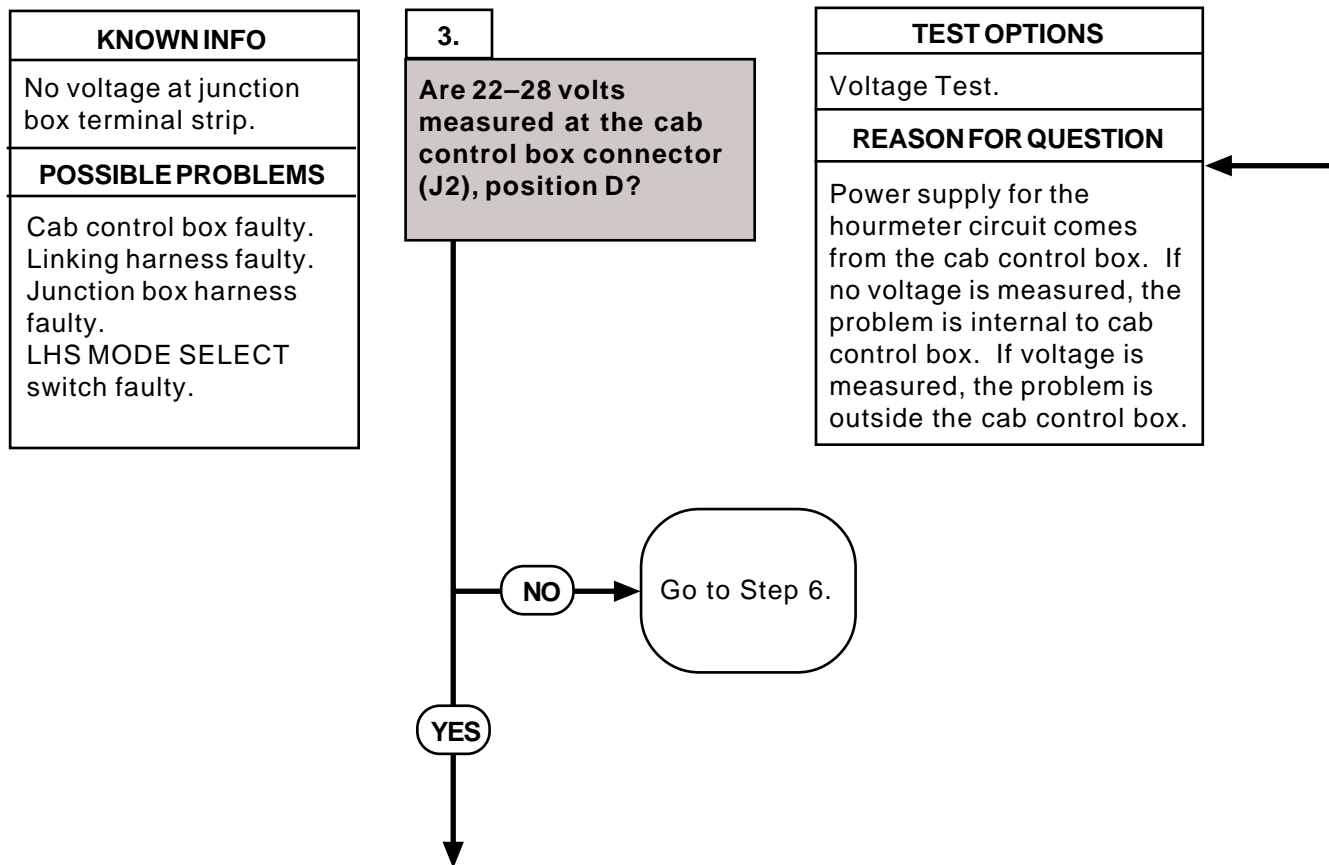 KNOWN INFO
No voltage at junction
box terminal strip.
POSSIBLE PROBLEMS
Cab control box faulty.
Linking harness faulty.
Junction box harness
faulty.
LHS MODE SELECT
switch faulty.
3.
Are 22–28 volts
measured at the cab
control box connector
(J2), position D?
TEST OPTIONS
Voltage Test.
REASON FOR QUESTION
Power supply for the
hourmeter circuit comes
from the cab control box. If
no voltage is measured, the
problem is internal to cab
control box. If voltage is
measured, the problem is
outside the cab control box.
NO
Go to Step 6.
YES